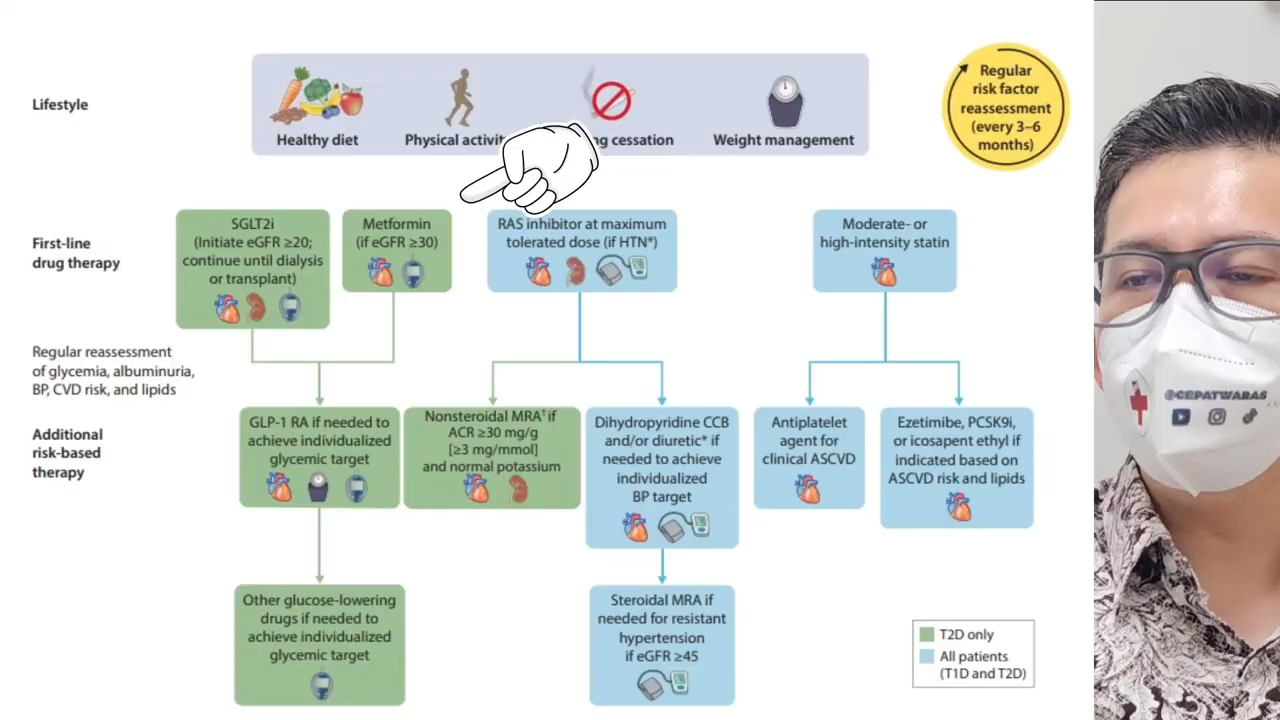 Lifestyle
Healthy diet
Physical activit
cessation
Weight management
Regular
risk factor
reassessment
(every 3–6
months)
First-line
drug therapy
SGLT2i
(Initiate eGFR ≥20;
continue until dialysis
or transplant)
Metformin
(if eGFR ≥30)
RAS inhibitor at maximum
tolerated dose (if HTN*)
Moderate- or
high-intensity statin
Regular reassessment
of glycemia, albuminuria,
BP, CVD risk, and lipids
Additional
risk-based
therapy
GLP-1 RA if needed to
achieve individualized
glycemic target
Nonsteroidal MRA† if
ACR ≥30 mg/g
[≥3 mg/mmol]
and normal potassium
Dihydropyridine CCB
and/or diuretic* if
needed to achieve
individualized
BP target
Antiplatelet
agent for
clinical ASCVD
Ezetimibe, PCSK9i,
or icosapent ethyl if
indicated based on
ASCVD risk and lipids
Other glucose-lowering
drugs if needed to
achieve individualized
glycemic target
Steroidal MRA if
needed for resistant
hypertension
if eGFR ≥45
T2D only
All patients
(T1D and T2D)
@CEPATWARAS